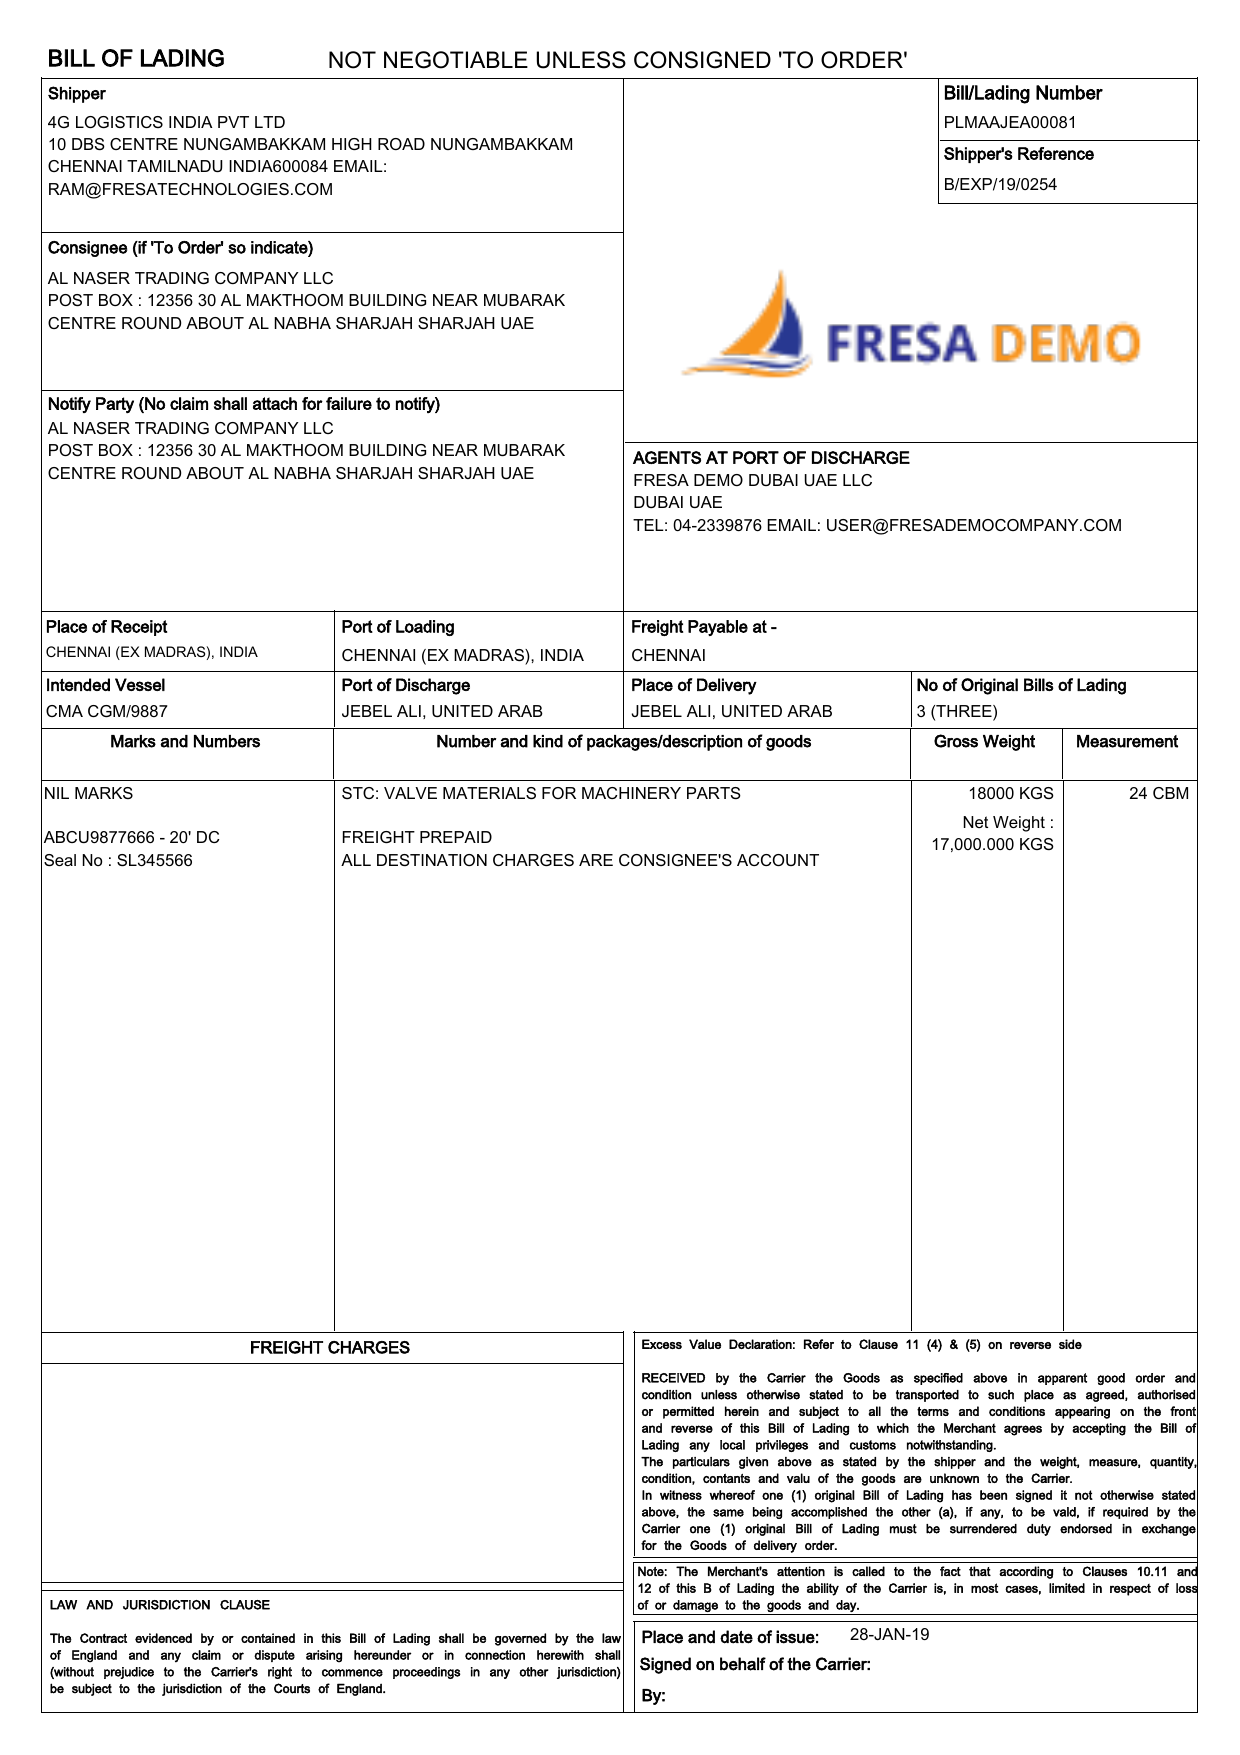 BILL OF LADING
NOT NEGOTIABLE UNLESS CONSIGNED 'TO ORDER'
Shipper
4G LOGISTICS INDIA PVT LTD
10 DBS CENTRE NUNGAMBAKKAM HIGH ROAD NUNGAMBAKKAM
CHENNAI TAMILNADU INDIA600084 EMAIL:
RAM@FRESATECHNOLOGIES.COM
Bill/Lading Number
PLMAAJEA00081
Shipper's Reference
B/EXP/19/0254
Consignee (if 'To Order' so indicate)
AL NASER TRADING COMPANY LLC
POST BOX : 12356 30 AL MAKTHOOM BUILDING NEAR MUBARAK
CENTRE ROUND ABOUT AL NABHA SHARJAH SHARJAH UAE
FRESA DEMO
Notify Party (No claim shall attach for failure to notify)
AL NASER TRADING COMPANY LLC
POST BOX : 12356 30 AL MAKTHOOM BUILDING NEAR MUBARAK
CENTRE ROUND ABOUT AL NABHA SHARJAH SHARJAH UAE
AGENTS AT PORT OF DISCHARGE
FRESA DEMO DUBAI UAE LLC
DUBAI UAE
TEL: 04-2339876 EMAIL: USER@FRESADEMOCOMPANY.COM
Place of Receipt
CHENNAI (EX MADRAS), INDIA
Port of Loading
CHENNAI (EX MADRAS), INDIA
Freight Payable at -
CHENNAI
Intended Vessel
CMA CGM/9887
Port of Discharge
JEBEL ALI, UNITED ARAB
Place of Delivery
JEBEL ALI, UNITED ARAB
No of Original Bills of Lading
3 (THREE)
Marks and Numbers
Number and kind of packages/description of goods
Gross Weight
Measurement
NIL MARKS
ABCU9877666 - 20' DC
Seal No : SL345566
STC: VALVE MATERIALS FOR MACHINERY PARTS
FREIGHT PREPAID
ALL DESTINATION CHARGES ARE CONSIGNEE'S ACCOUNT
18000 KGS
Net Weight :
17,000.000 KGS
24 CBM
FREIGHT CHARGES
LAW AND JURISDICTION CLAUSE
The Contract evidenced by or contained in this Bill of Lading shall be governed by the law
of England and any claim or dispute arising hereunder or in connection herewith shall
(without prejudice to the Carrier's right to commence proceedings in any other jurisdiction)
be subject to the jurisdiction of the Courts of England.
Excess Value Declaration: Refer to Clause 11 (4) & (5) on reverse side
RECEIVED by the Carrier the Goods as specified above in apparent good order and
condition unless otherwise stated to be transported to such place as agreed, authorised
or permitted herein and subject to all the terms and conditions appearing on the front
and reverse of this Bill of Lading to which the Merchant agrees by accepting the Bill of
Lading any local privileges and customs notwithstanding.
The particulars given above as stated by the shipper and the weight, measure, quantity,
condition, contants and valu of the goods are unknown to the Carrier.
In witness whereof one (1) original Bill of Lading has been signed it not otherwise stated
above, the same being accomplished the other (a), if any, to be vald, if required by the
Carrier one (1) original Bill of Lading must be surrendered duty endorsed in exchange
for the Goods of delivery order.
Note: The Merchant's attention is called to the fact that according to Clauses 10.11 and
12 of this B of Lading the ability of the Carrier is, in most cases, limited in respect of loss
of or damage to the goods and day.
Place and date of issue: 28-JAN-19
Signed on behalf of the Carrier:
By: